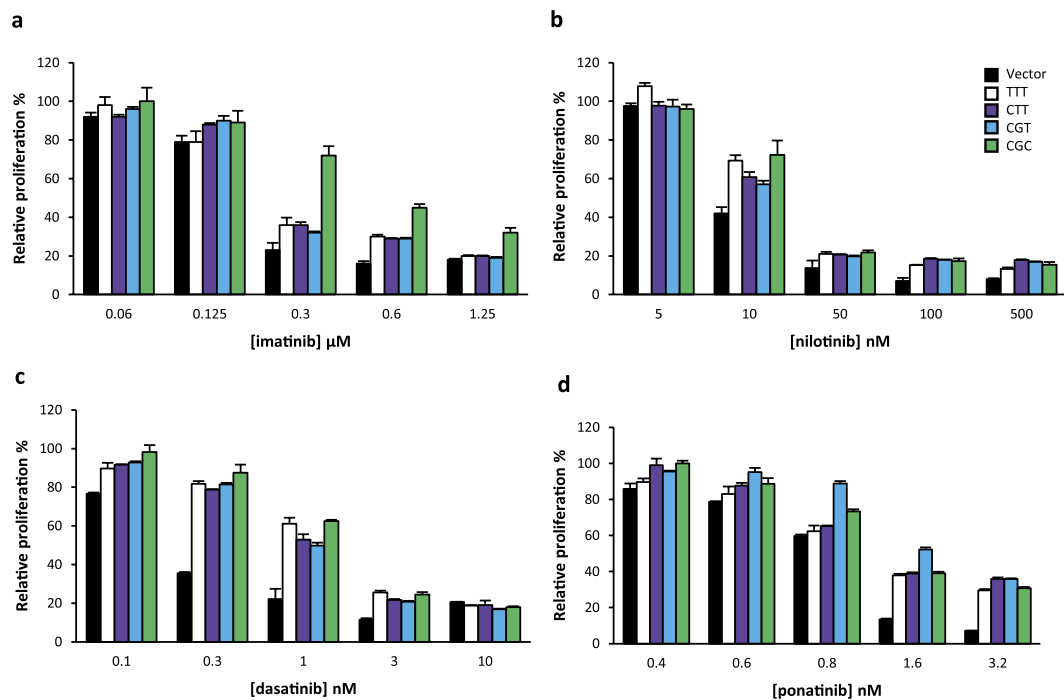 a
120
100
80
60
40
20
0
Relative proliferation %
0.06 0.125 0.3 0.6 1.25
[imatinib] μM
b
120
100
80
60
40
20
0
Relative proliferation %
5 10 50 100 500
[nilotinib] nM
Vector
TTT
CTT
CGT
CGC
c
120
100
80
60
40
20
0
Relative proliferation %
0.1 0.3 1 3 10
[dasatinib] nM
d
120
100
80
60
40
20
0
Relative proliferation %
0.4 0.6 0.8 1.6 3.2
[ponatinib] nM